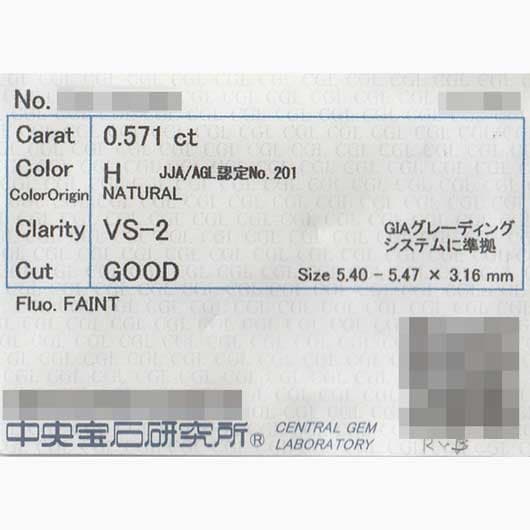 No.
Carat 0.571 ct
Color H JJA/AGL認定No.201
ColorOrigin NATURAL
Clarity VS-2 GIAグレーディング
システムに準拠
Cut GOOD Size 5.40 - 5.47 × 3.16 mm
Fluo. FAINT
中央宝石研究所® CENTRAL GEM
LABORATORY